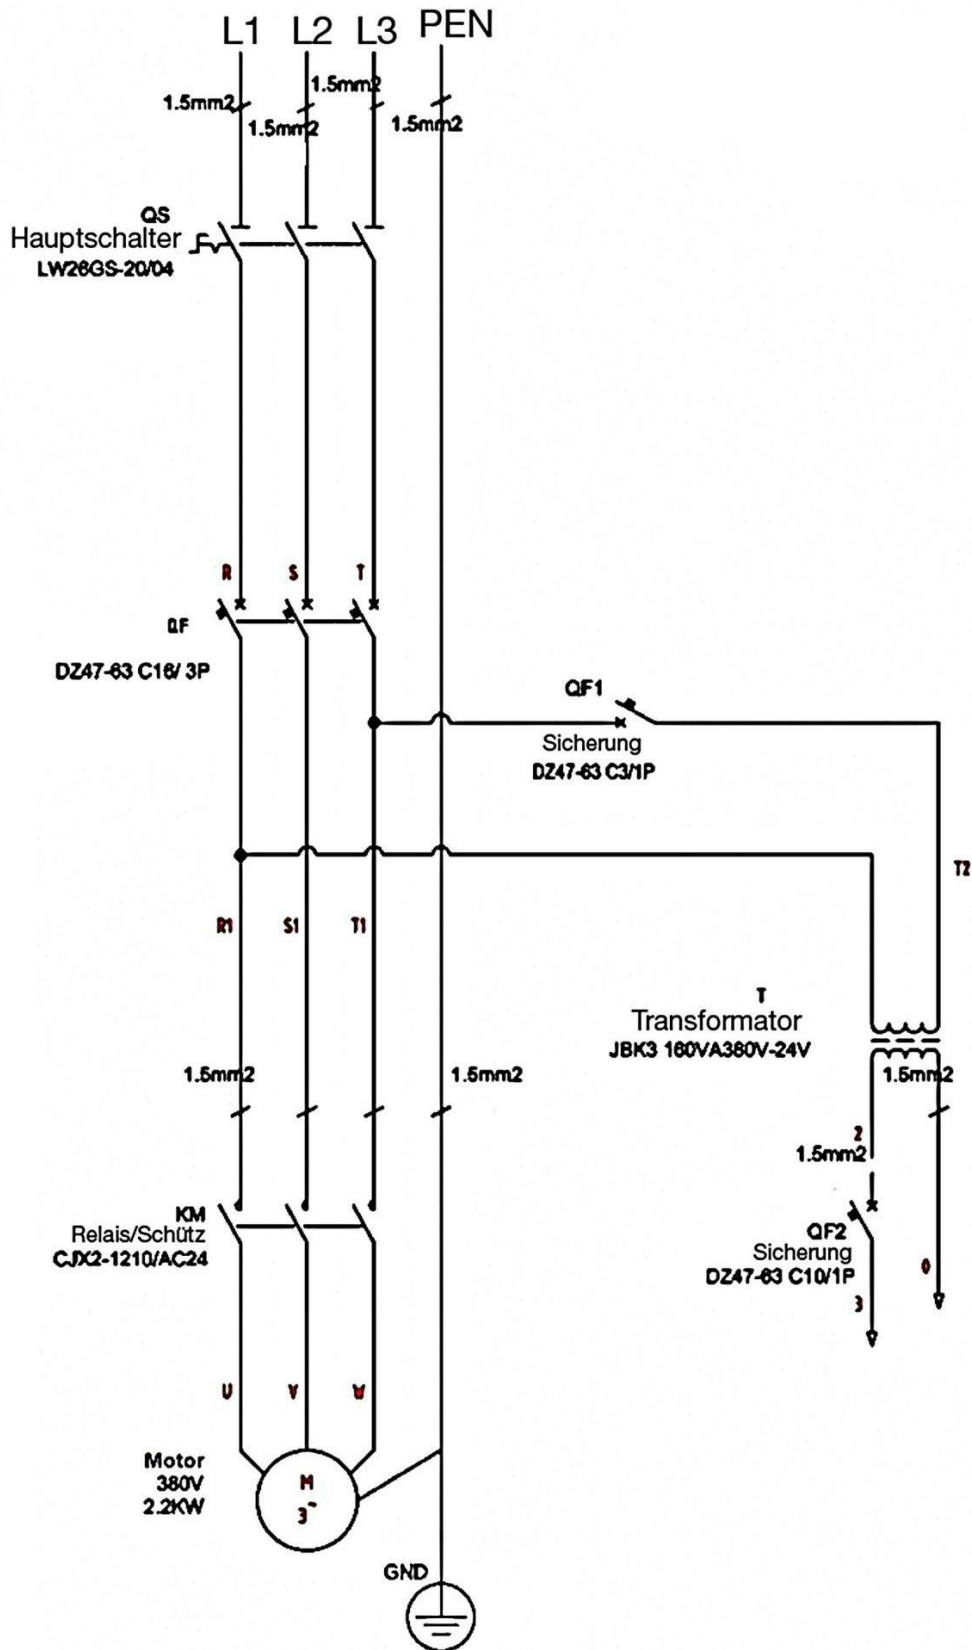 L1 L2 L3 PEN
1.5mm2
1.5mm2
1.5mm2
1.5mm2
QS
Hauptschalter
LW26GS-20/04
R S T
QF
DZ47-63 C16/ 3P
QF1
Sicherung
DZ47-63 C3/1P
T2
R1 S1 T1
T
Transformator
JBK3 160VA380V-24V
1.5mm2 1.5mm2 1.5mm2
2
1.5mm2
KM
Relais/Schütz
CJX2-1210/AC24
QF2
Sicherung
DZ47-63 C10/1P
0
3
U V W
Motor
380V
2.2KW
M
3~
GND